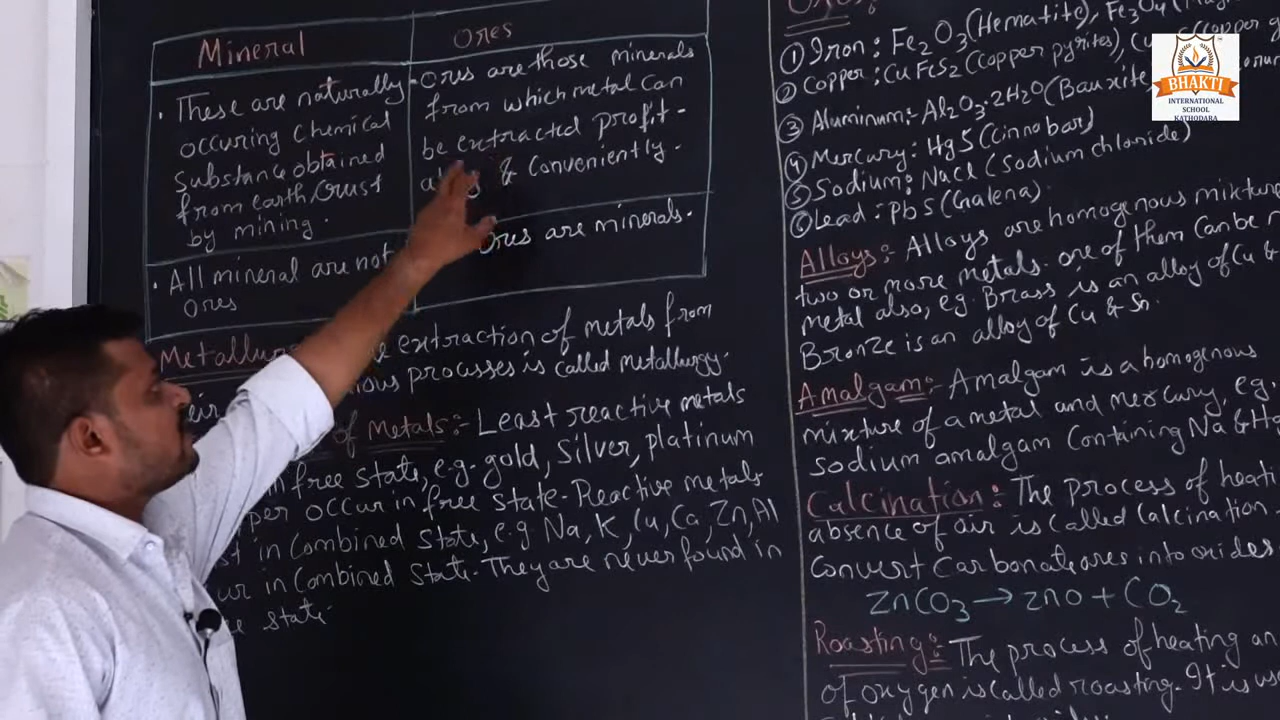 Mineral
• These are naturally
occuring Chemical
Substance obtained
from earth crust
by mining.
• All mineral are not
ores
Ores
• Ores are those minerals
from which metal can
be extracted profit-
& Conveniently.
Ores are minerals.
extraction of metals from
processes is called metallurgy.
of Metals:- Least reactive metals
free state, e.g. gold, Silver, platinum
occur in free state. Reactive metals
in Combined state, e.g Na, K, Cu, Ca, Zn, Al
in Combined State. They are never found in
state.
① Iron: Fe2O3 (Hematite), Fe3O4
② Copper: CuFeS2 (Copper pyrites),
③ Aluminum:- Al2O3·2H2O (Bauxite
④ Mercury: HgS (Cinnobar)
⑤ Sodium: Nacl (Sodium chloride)
⑥ Lead: PbS (Galena)
Alloys:- Alloys are homogenous mixture
two or more metals. one of them Can be
metal also, eg. Brass is an alloy of Cu &
Bronze is an alloy of Cu & Sn.
Amalgam:- Amalgam is a homogenous
mixture of a metal and mercury, eg.
sodium amalgam Containing Na & Hg
Calcination:- The process of
absence of air is called Calcination.
Convert Carbonate ores into oxides
ZnCO3 → ZnO + CO2
Roasting:- The process of heating
of oxygen is called roasting. It is
BHAKTI
INTERNATIONAL
SCHOOL
KATHODARA